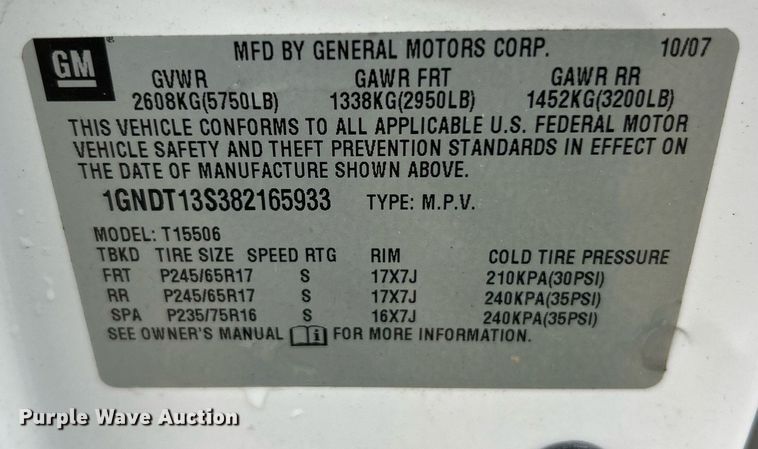 GM
MFD BY GENERAL MOTORS CORP. 10/07
GVWR GAWR FRT GAWR RR
2608KG(5750LB) 1338KG(2950LB) 1452KG(3200LB)
THIS VEHICLE CONFORMS TO ALL APPLICABLE U.S. FEDERAL MOTOR
VEHICLE SAFETY AND THEFT PREVENTION STANDARDS IN EFFECT ON
THE DATE OF MANUFACTURE SHOWN ABOVE.
1GNDT13S382165933 TYPE: M.P.V.
MODEL: T15506
TBKD TIRE SIZE SPEED RTG RIM COLD TIRE PRESSURE
FRT P245/65R17 S 17X7J 210KPA(30PSI)
RR P245/65R17 S 17X7J 240KPA(35PSI)
SPA P235/75R16 S 16X7J 240KPA(35PSI)
SEE OWNER'S MANUAL FOR MORE INFORMATION.
Purple Wave Auction